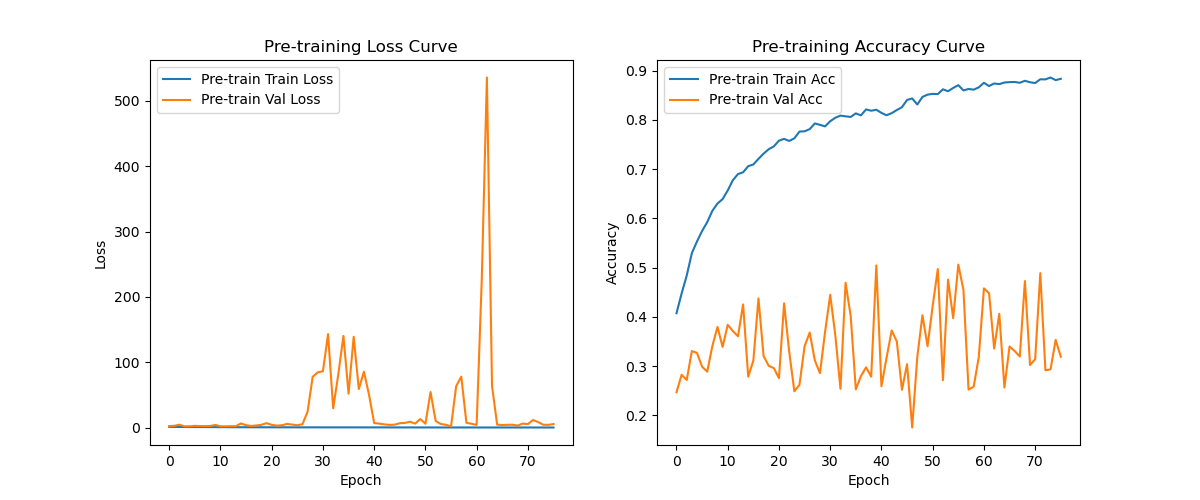 Pre-training Loss Curve
Pre-train Train Loss
Pre-train Val Loss
500
400
300
200
100
0
Loss
0 10 20 30 40 50 60 70
Epoch
Pre-training Accuracy Curve
Pre-train Train Acc
Pre-train Val Acc
0.9
0.8
0.7
0.6
0.5
0.4
0.3
0.2
Accuracy
0 10 20 30 40 50 60 70
Epoch